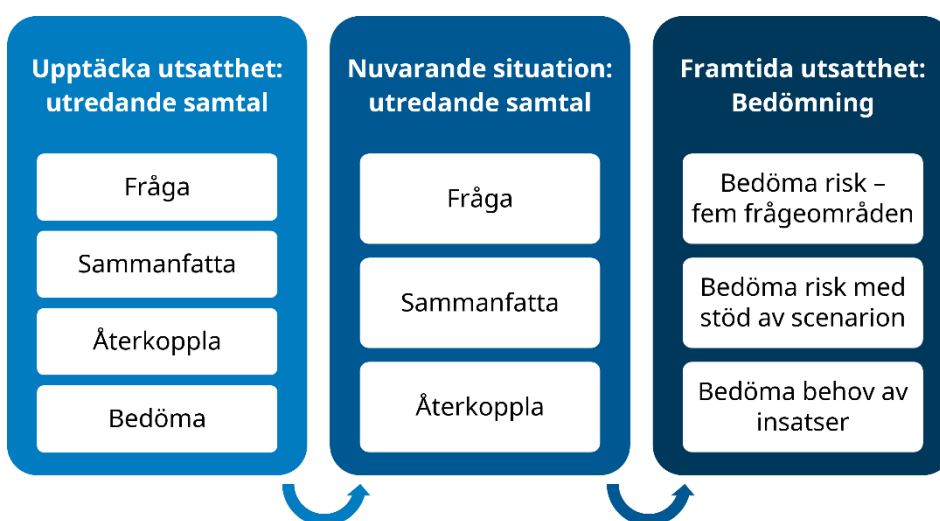 Upptäcka utsatthet:
utredande samtal
Fråga
Sammanfatta
Återkoppla
Bedöma
Nuvarande situation:
utredande samtal
Fråga
Sammanfatta
Återkoppla
Framtida utsatthet:
Bedömning
Bedöma risk –
fem frågeområden
Bedöma risk med
stöd av scenarion
Bedöma behov av
insatser